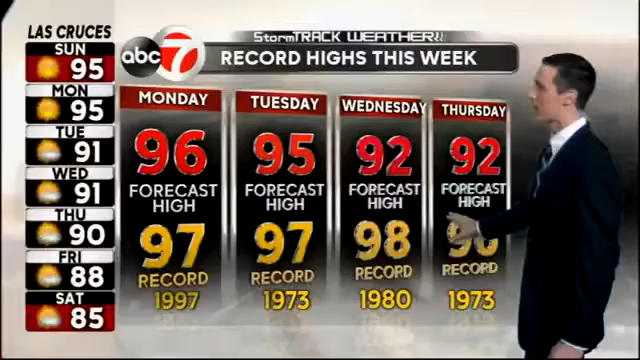 LAS CRUCES
SUN
95
MON
95
TUE
91
WED
91
THU
90
FRI
88
SAT
85
StormTRACK WEATHER!!
abc 7
RECORD HIGHS THIS WEEK
MONDAY
96
FORECAST
HIGH
97
RECORD
1997
TUESDAY
95
FORECAST
HIGH
97
RECORD
1973
WEDNESDAY
92
FORECAST
HIGH
98
RECORD
1980
THURSDAY
92
FORECAST
HIGH
RECORD
1973